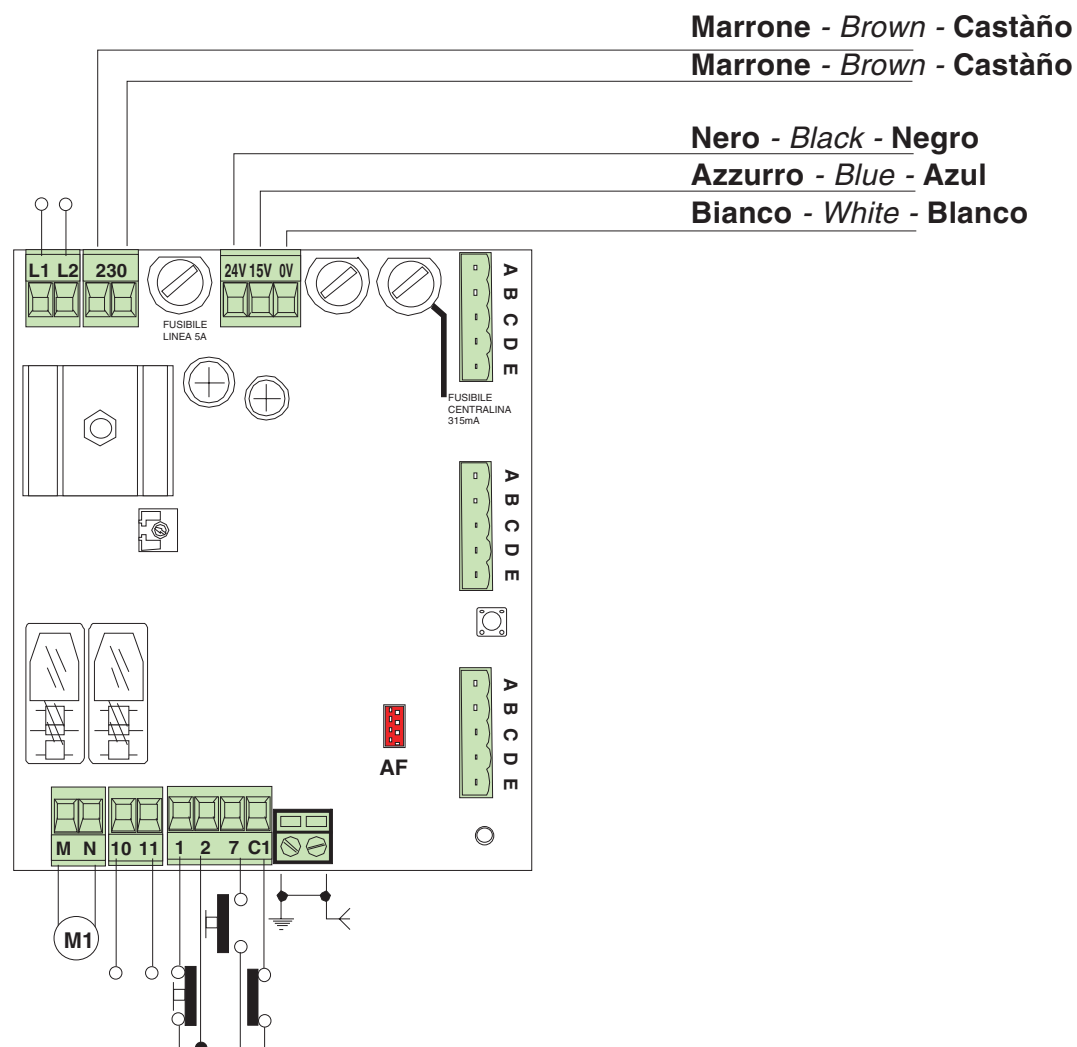 Marrone - Brown - Castàño
Marrone - Brown - Castàño
Nero - Black - Negro
Azzurro - Blue - Azul
Bianco - White - Blanco
L1 L2 230 24V 15V 0V
A
B
C
D
E
FUSIBILE
LINEA 5A
FUSIBILE
CENTRALINA
315mA
A
B
C
D
E
A
B
C
D
E
AF
M N 10 11 1 2 7 C1
M1